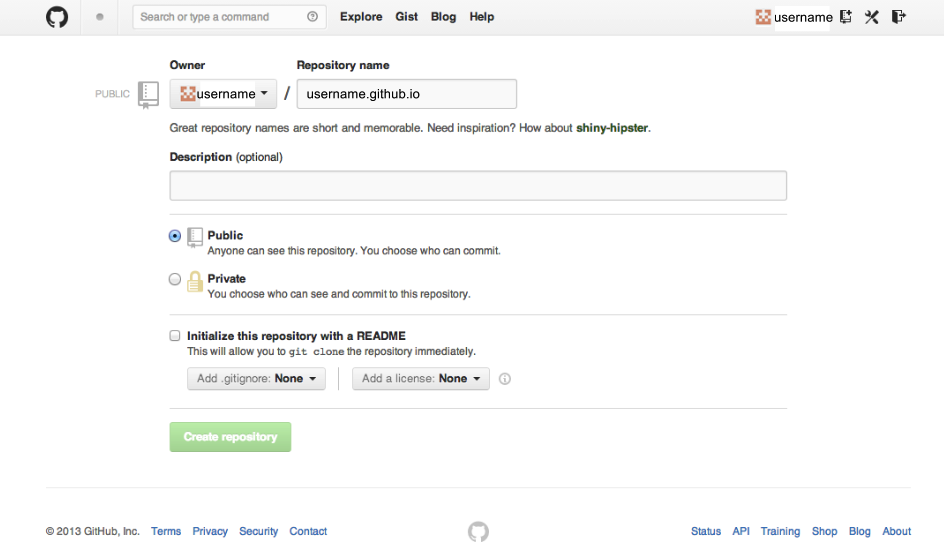 Search or type a command Explore Gist Blog Help username
Owner Repository name
PUBLIC username / username.github.io
Great repository names are short and memorable. Need inspiration? How about shiny-hipster.
Description (optional)
Public
Anyone can see this repository. You choose who can commit.
Private
You choose who can see and commit to this repository.
Initialize this repository with a README
This will allow you to git clone the repository immediately.
Add .gitignore: None Add a license: None
Create repository
© 2013 GitHub, Inc. Terms Privacy Security Contact Status API Training Shop Blog About